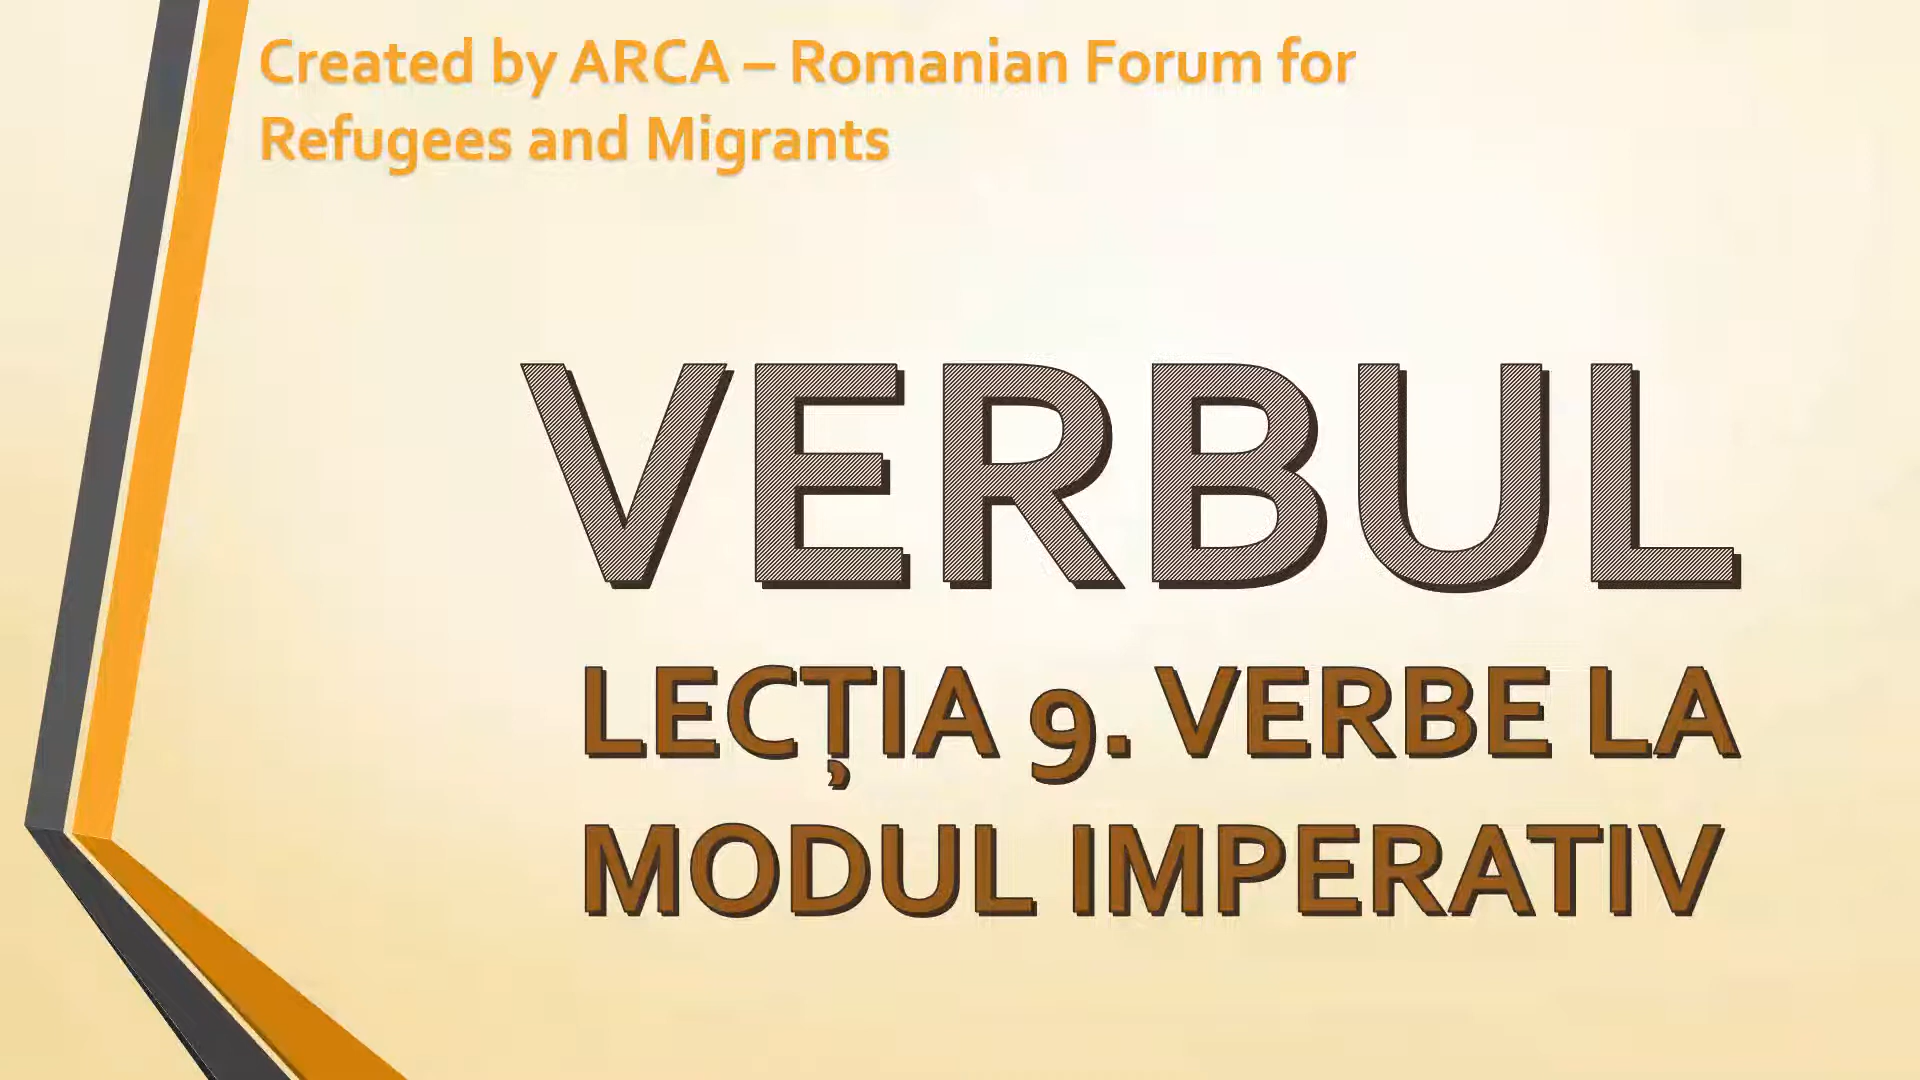 Created by ARCA – Romanian Forum for
Refugees and Migrants
VERBUL
LECȚIA 9. VERBE LA
MODUL IMPERATIV